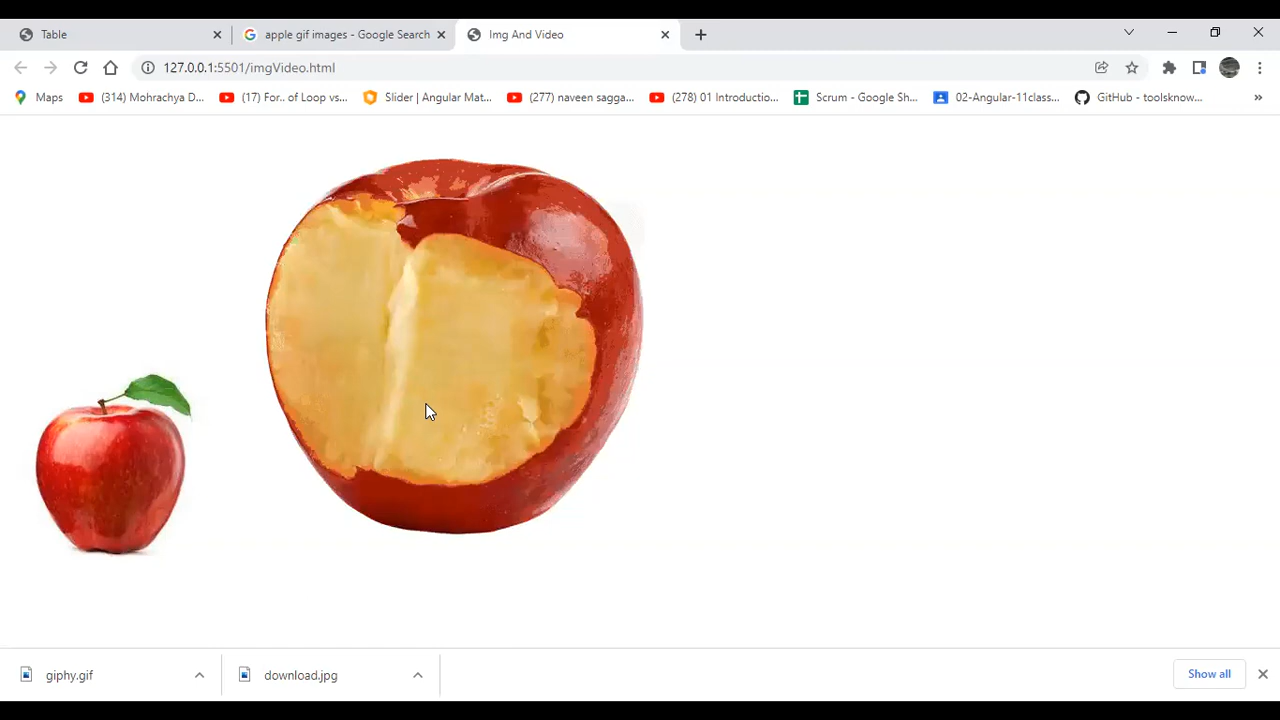 Table
apple gif images - Google Search
Img And Video
127.0.0.1:5501/imgVideo.html
Maps
(314) Mohrachya D...
(17) For.. of Loop vs...
Slider | Angular Mat...
(277) naveen sagga...
(278) 01 Introductio...
Scrum - Google Sh...
02-Angular-11class...
GitHub - toolsknow...
giphy.gif
download.jpg
Show all